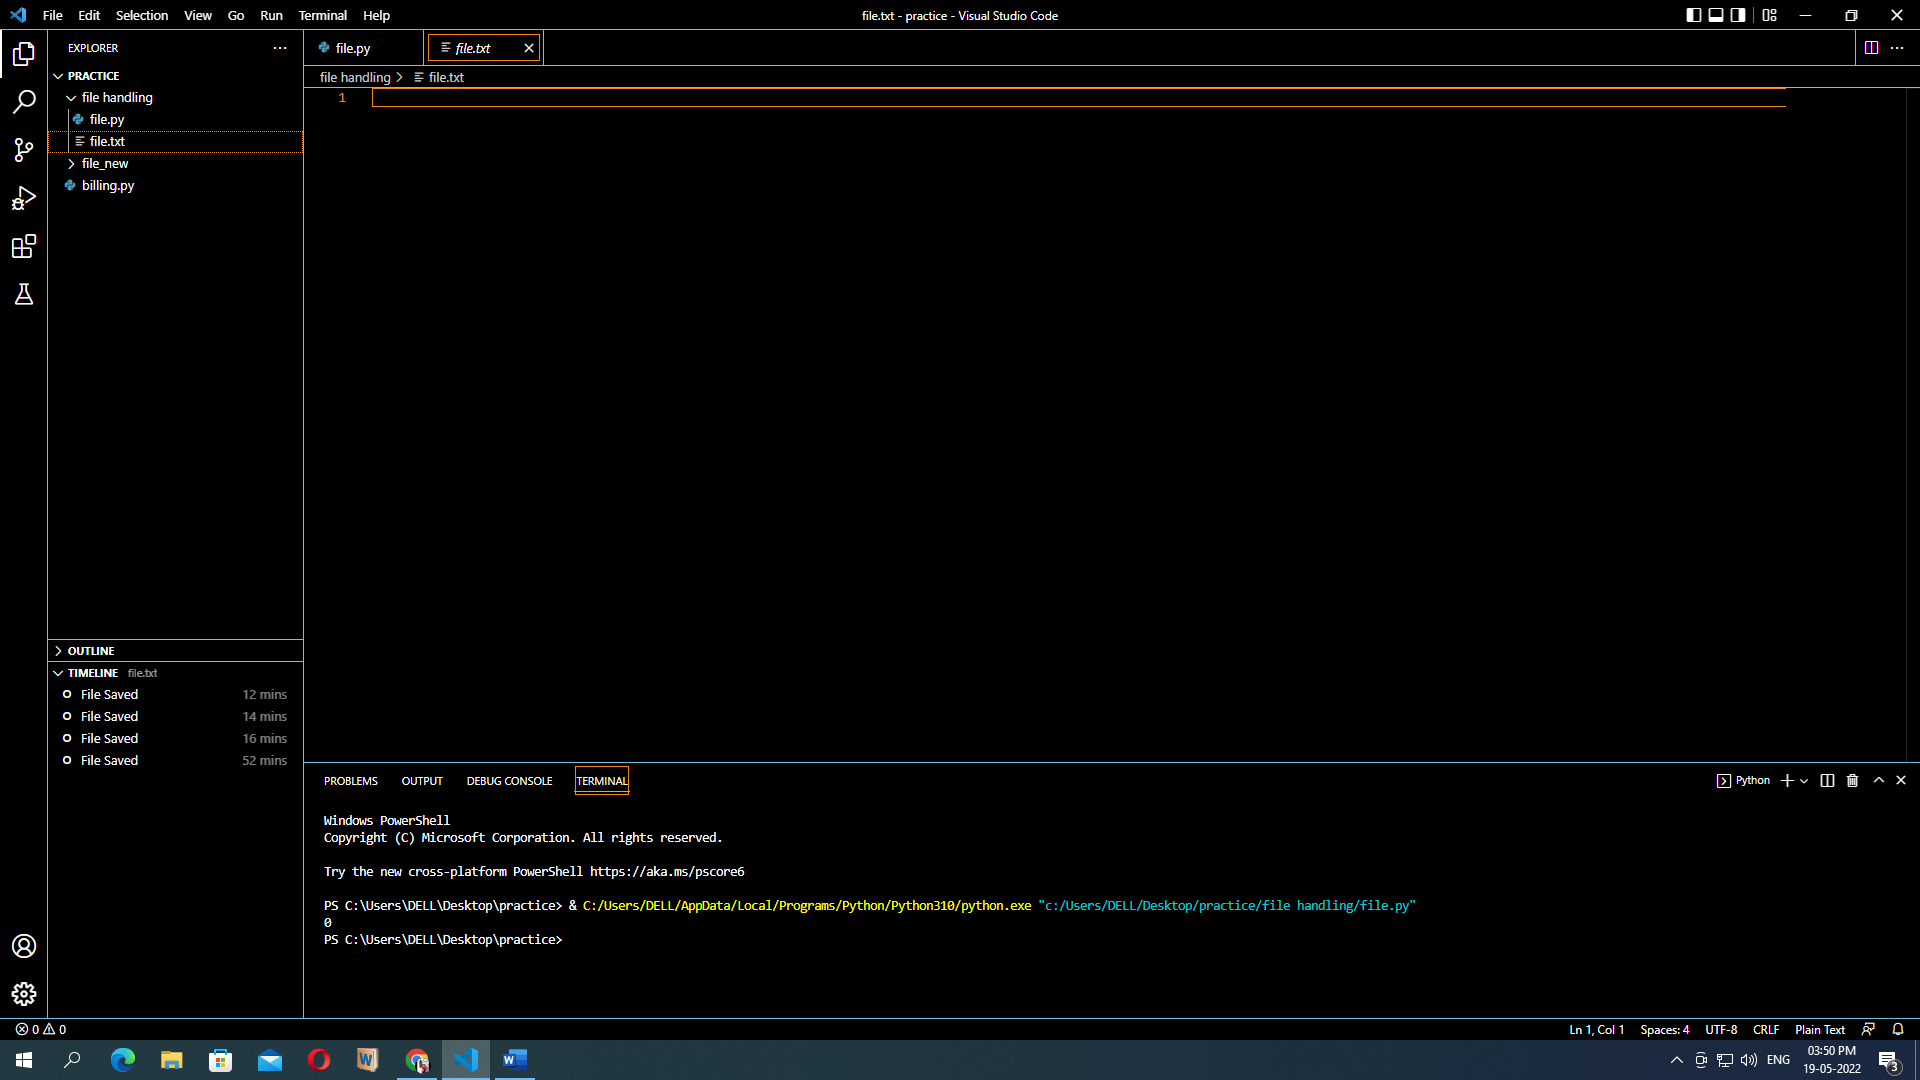 File Edit Selection View Go Run Terminal Help
file.txt - practice - Visual Studio Code
EXPLORER
PRACTICE
file handling
file.py
file.txt
file_new
billing.py
OUTLINE
TIMELINE file.txt
File Saved 12 mins
File Saved 14 mins
File Saved 16 mins
File Saved 52 mins
file.py
file.txt
file handling > file.txt
1
PROBLEMS OUTPUT DEBUG CONSOLE TERMINAL
Python
Windows PowerShell
Copyright (C) Microsoft Corporation. All rights reserved.
Try the new cross-platform PowerShell https://aka.ms/pscore6
PS C:\Users\DELL\Desktop\practice> & C:/Users/DELL/AppData/Local/Programs/Python/Python310/python.exe "c:/Users/DELL/Desktop/practice/file handling/file.py"
0
PS C:\Users\DELL\Desktop\practice>
0 0
Ln 1, Col 1 Spaces: 4 UTF-8 CRLF Plain Text
ENG
03:50 PM
19-05-2022
3